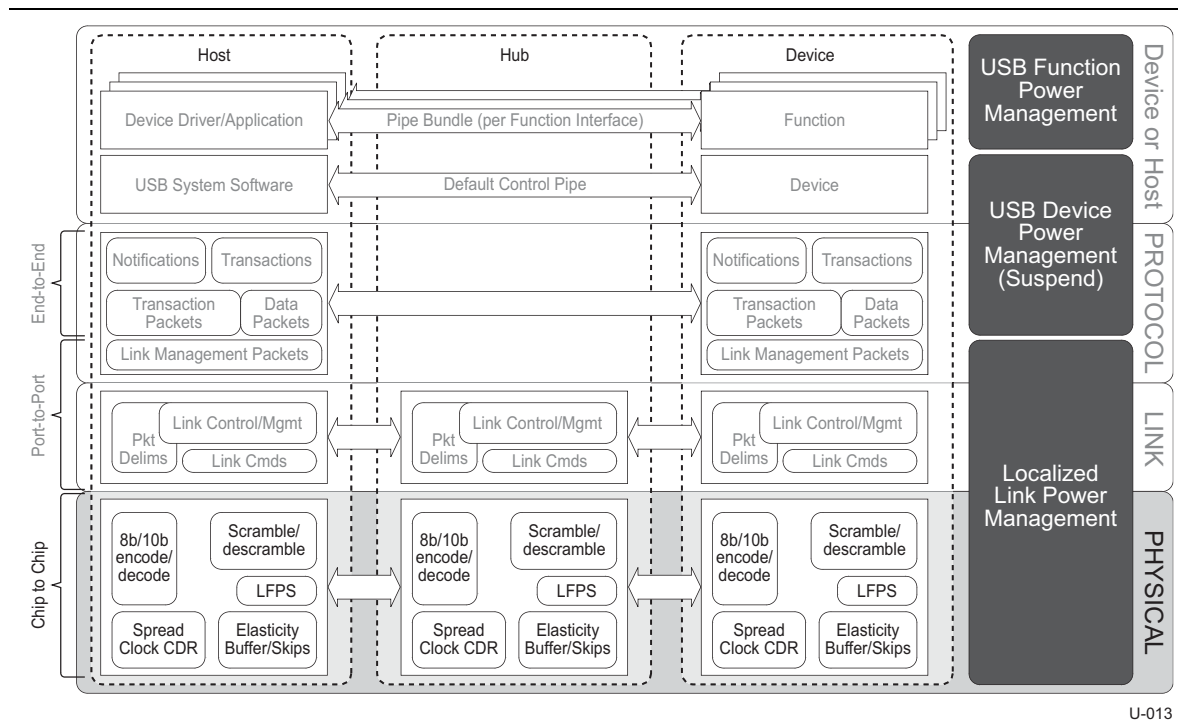 Host
Hub
Device
Device Driver/Application
Pipe Bundle (per Function Interface)
Function
USB System Software
Default Control Pipe
Device
USB Function
Power
Management
Device or Host
USB Device
Power
Management
(Suspend)
End-to-End
Notifications
Transactions
Transaction
Packets
Data
Packets
Link Management Packets
Notifications
Transactions
Transaction
Packets
Data
Packets
Link Management Packets
PROTOCOL
Port-to-Port
Pkt
Delims
Link Control/Mgmt
Link Cmds
Pkt
Delims
Link Control/Mgmt
Link Cmds
Pkt
Delims
Link Control/Mgmt
Link Cmds
LINK
Localized
Link Power
Management
Chip to Chip
8b/10b
encode/
decode
Scramble/
descramble
LFPS
Spread
Clock CDR
Elasticity
Buffer/Skips
8b/10b
encode/
decode
Scramble/
descramble
LFPS
Spread
Clock CDR
Elasticity
Buffer/Skips
8b/10b
encode/
decode
Scramble/
descramble
LFPS
Spread
Clock CDR
Elasticity
Buffer/Skips
PHYSICAL
U-013